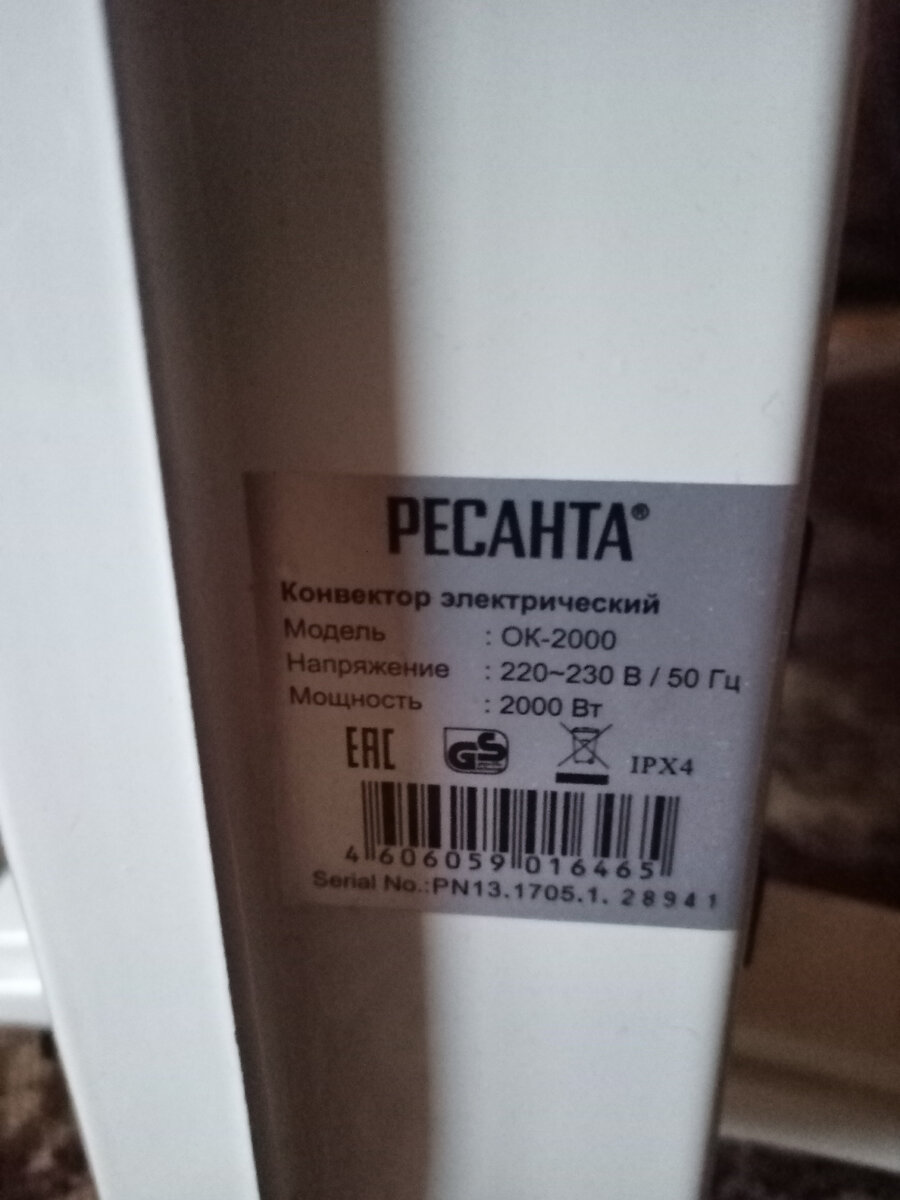 РЕСАНТА®
Конвектор электрический
Модель : ОК-2000
Напряжение : 220~230 В / 50 Гц
Мощность : 2000 Вт
EAC GS IPX4
4 606059 016465
Serial No.:PN13.1705.1. 28941